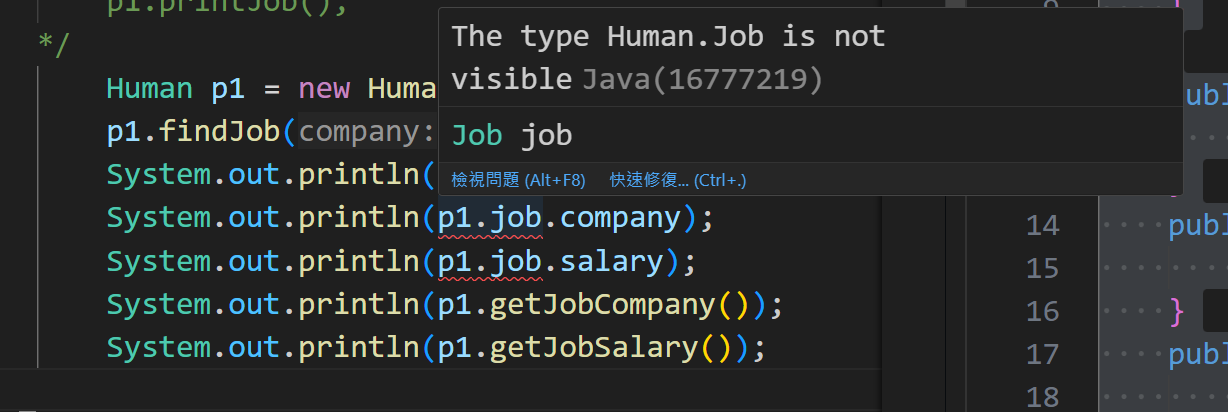 p1.printJob();
*/
Human p1 = new Huma
p1.findJob(company:
System.out.println(
System.out.println(p1.job.company);
System.out.println(p1.job.salary);
System.out.println(p1.getJobCompany());
System.out.println(p1.getJobSalary());
The type Human.Job is not
visible Java(16777219)
Job job
檢視問題 (Alt+F8) 快速修復... (Ctrl+.)
9
publ
14 publ
15
16 }
17 publ
18